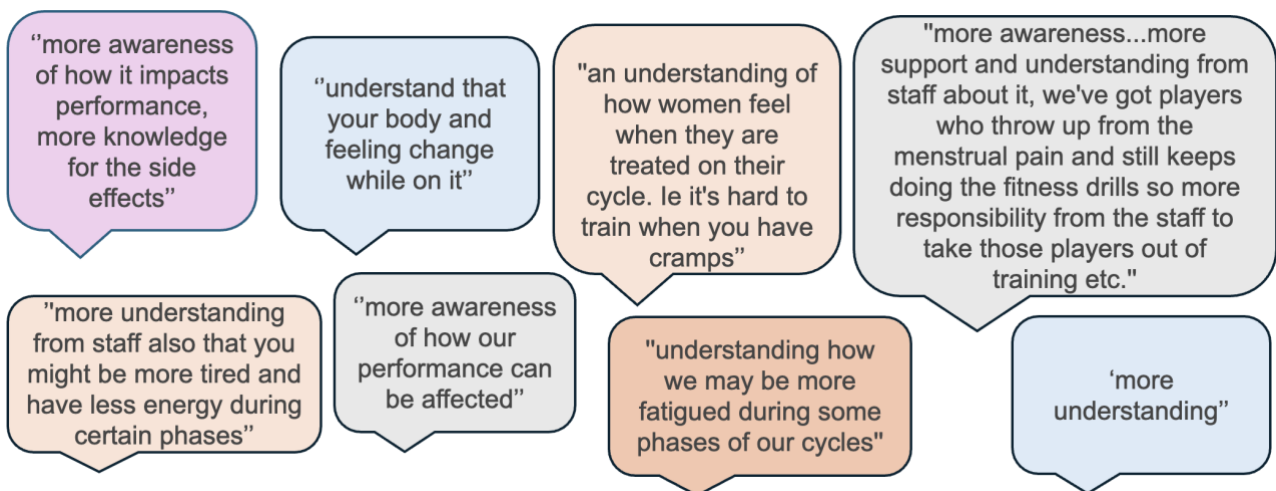 ‘’more awareness
of how it impacts
performance,
more knowledge
for the side
effects’’
‘’understand that
your body and
feeling change
while on it’’
"an understanding of
how women feel
when they are
treated on their
cycle. Ie it's hard to
train when you have
cramps’’
"more awareness...more
support and understanding from
staff about it, we've got players
who throw up from the
menstrual pain and still keeps
doing the fitness drills so more
responsibility from the staff to
take those players out of
training etc."
"more understanding
from staff also that you
might be more tired and
have less energy during
certain phases’’
‘’more awareness
of how our
performance can
be affected’’
"understanding how
we may be more
fatigued during some
phases of our cycles"
‘more
understanding’’